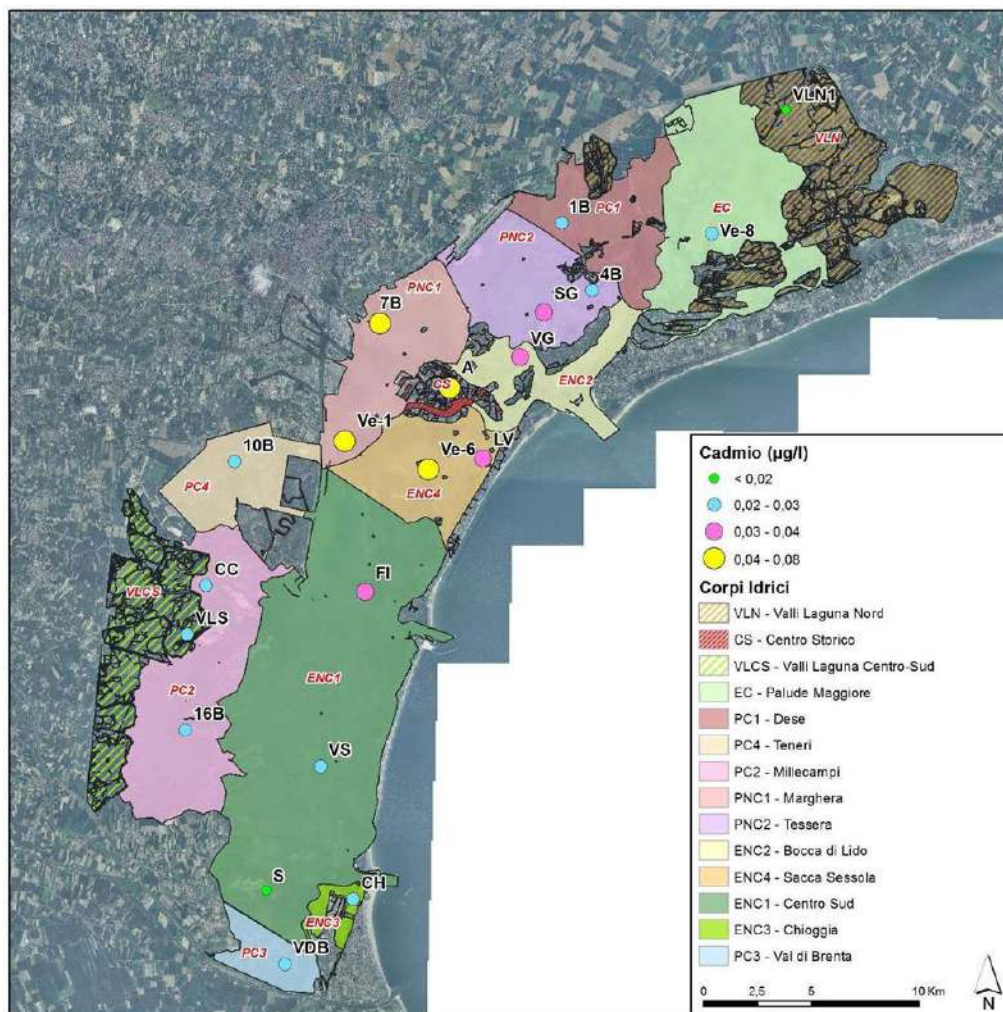 VLN1
VLN
1B
PC1
EC
Ve-8
PNC2
4B
SG
PNC1
7B
VG
A
CS
ENC2
Ve-1
Ve-6
LV
10B
ENC4
PC4
CC
FI
VLCS
VLS
ENC1
PC2
16B
VS
S
CH
ENC3
VDB
PC3
Cadmio (µg/l)
< 0,02
0,02 - 0,03
0,03 - 0,04
0,04 - 0,08
Corpi Idrici
VLN - Valli Laguna Nord
CS - Centro Storico
VLCS - Valli Laguna Centro-Sud
EC - Palude Maggiore
PC1 - Dese
PC4 - Teneri
PC2 - Millecampi
PNC1 - Marghera
PNC2 - Tessera
ENC2 - Bocca di Lido
ENC4 - Sacca Sessola
ENC1 - Centro Sud
ENC3 - Chioggia
PC3 - Val di Brenta
0 2,5 5 10 Km
N